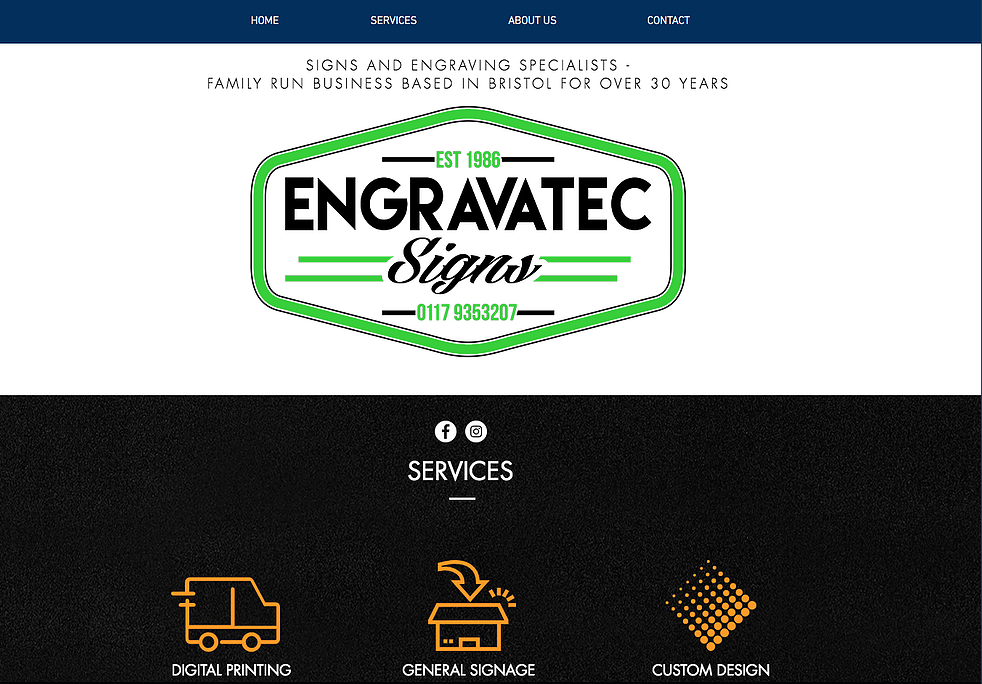 HOME SERVICES ABOUT US CONTACT
SIGNS AND ENGRAVING SPECIALISTS -
FAMILY RUN BUSINESS BASED IN BRISTOL FOR OVER 30 YEARS
EST 1986
ENGRAVATEC
Signs
0117 9353207
SERVICES
DIGITAL PRINTING GENERAL SIGNAGE CUSTOM DESIGN